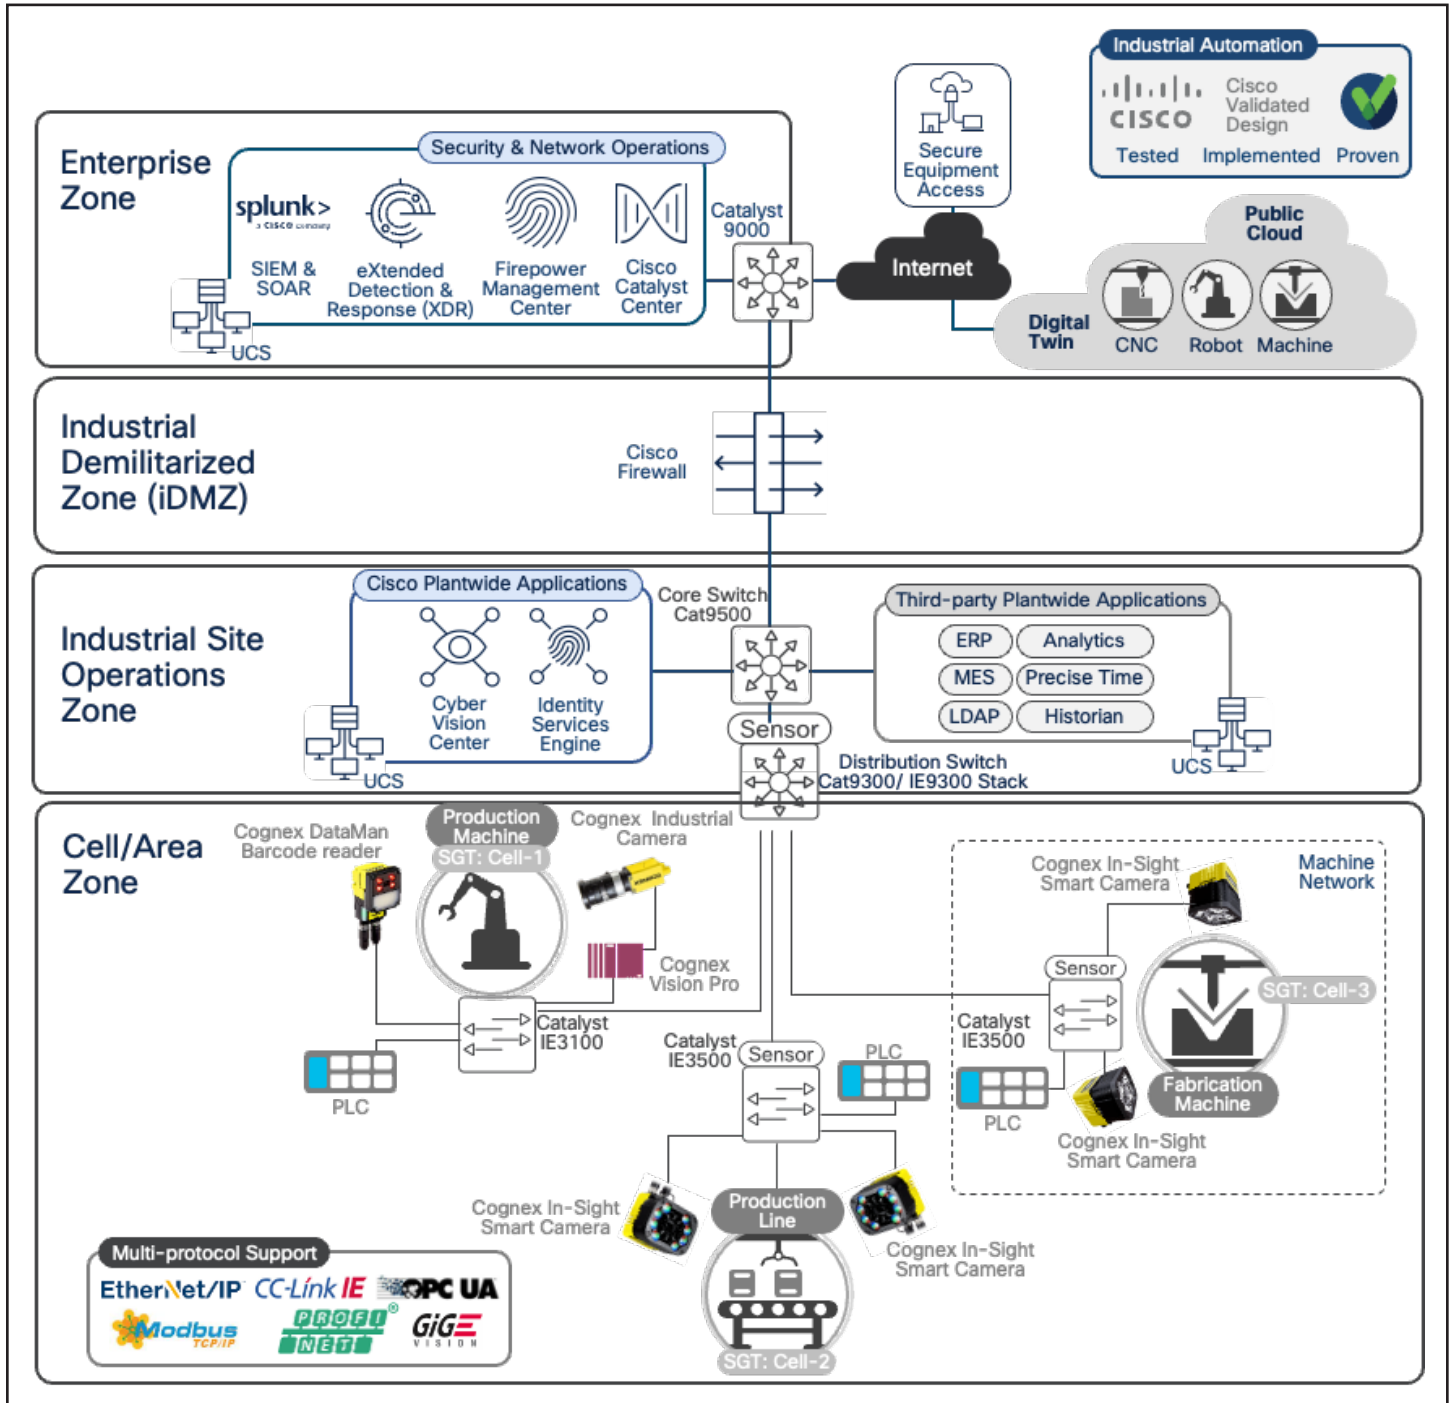 Industrial Automation
CISCO
Cisco
Validated
Design
Tested
Implemented
Proven
Enterprise
Zone
Security & Network Operations
splunk>
a CISCO company
SIEM &
SOAR
eXtended
Detection &
Response (XDR)
Firepower
Management
Center
Cisco
Catalyst
Center
UCS
Catalyst
9000
Secure
Equipment
Access
Internet
Public
Cloud
Digital
Twin
CNC
Robot
Machine
Industrial
Demilitarized
Zone (iDMZ)
Cisco
Firewall
Industrial Site
Operations
Zone
Cisco Plantwide Applications
Cyber
Vision
Center
Identity
Services
Engine
UCS
Core Switch
Cat9500
Third-party Plantwide Applications
ERP
Analytics
MES
Precise Time
LDAP
Historian
UCS
Sensor
Distribution Switch
Cat9300/ IE9300 Stack
Cell/Area
Zone
Cognex DataMan
Barcode reader
Production
Machine
SGT: Cell-1
Cognex Industrial
Camera
Cognex
Vision Pro
Catalyst
IE3100
PLC
Catalyst
IE3500
Sensor
PLC
Cognex In-Sight
Smart Camera
Production
Line
SGT: Cell-2
Cognex In-Sight
Smart Camera
Machine
Network
Cognex In-Sight
Smart Camera
Sensor
Catalyst
IE3500
SGT: Cell-3
Fabrication
Machine
PLC
Cognex In-Sight
Smart Camera
Multi-protocol Support
EtherNet/IP
CC-Link IE
OPC UA
Modbus
TCP/IP
PROFI
NET
®
GiGE
VISION